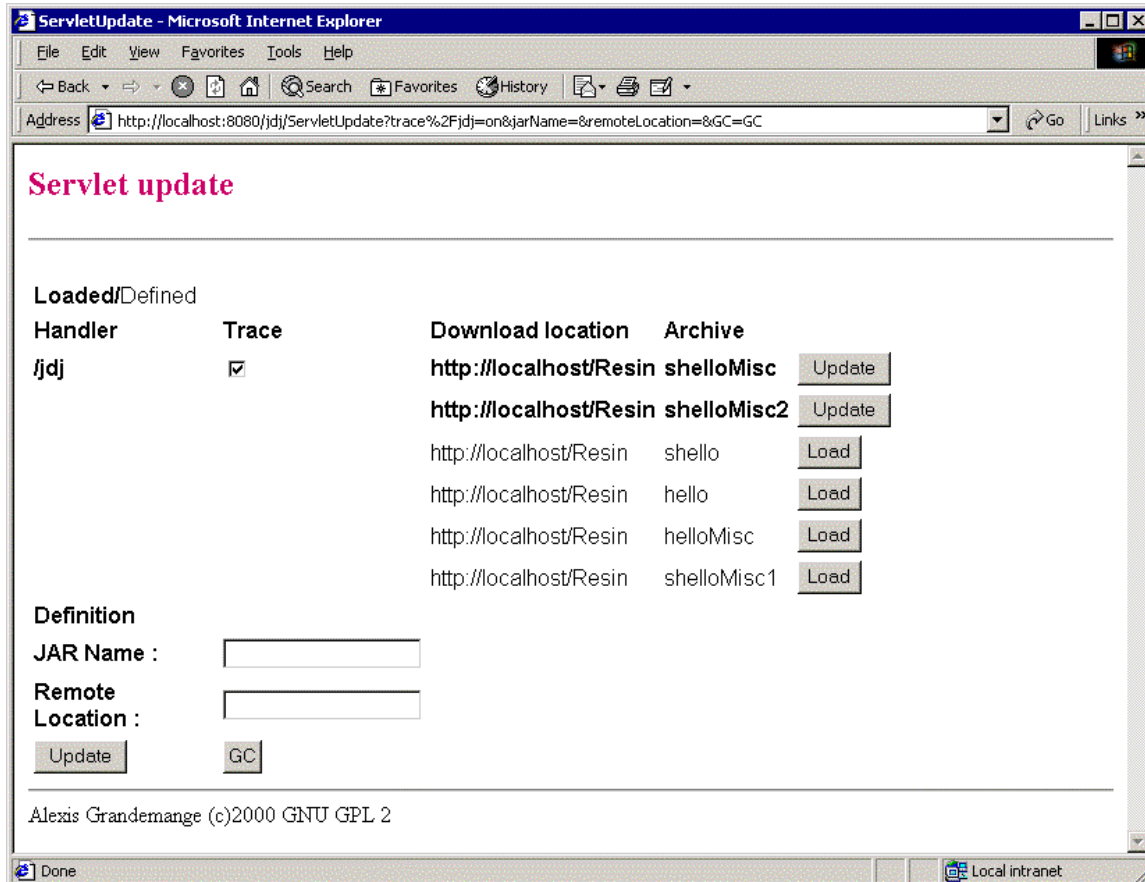 ServletUpdate - Microsoft Internet Explorer
File Edit View Favorites Tools Help
Back Search Favorites History
Address http://localhost:8080/jdj/ServletUpdate?trace%2Fjdj=on&jarName=&remoteLocation=&GC=GC Go Links »
Servlet update
Loaded/Defined
Handler Trace Download location Archive
/jdj http://localhost/Resin shelloMisc Update
http://localhost/Resin shelloMisc2 Update
http://localhost/Resin shello Load
http://localhost/Resin hello Load
http://localhost/Resin helloMisc Load
http://localhost/Resin shelloMisc1 Load
Definition
JAR Name :
Remote
Location :
Update GC
Alexis Grandemange (c)2000 GNU GPL 2
Done Local intranet